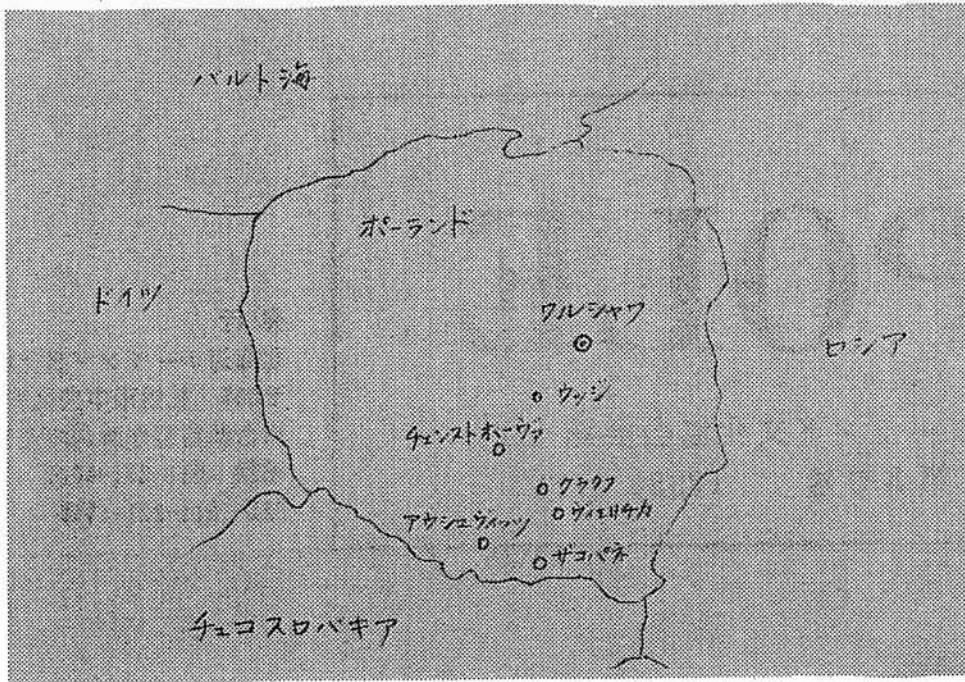 バルト海
ポーランド
ドイツ
ワルシャワ
ロシア
ウッジ
チェンストホーヴァ
クラクフ
ヴィエリチカ
アウシュヴィッツ
ザコパネ
チェコスロバキア